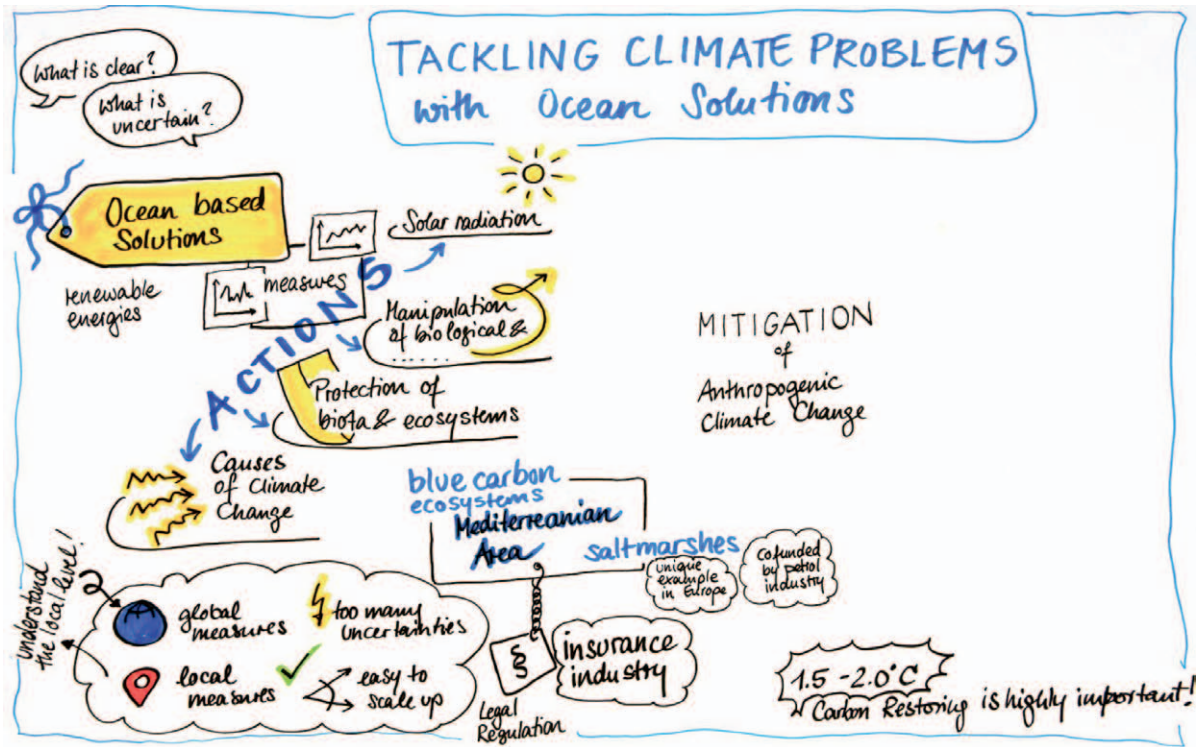 TACKLING CLIMATE PROBLEMS
with Ocean Solutions
What is clear?
What is
uncertain?
Ocean based
Solutions
renewable
energies
measures
ACTIONS
Solar radiation
Manipulation
of biological &
......
Protection of
biota & ecosystems
Causes
of Climate
Change
MITIGATION
of
Anthropogenic
Climate Change
blue carbon
ecosystems
Mediterreanian
Area
saltmarshes
unique
example
in Europe
cofunded
by petrol
industry
understand
the local level!
global
measures
too many
uncertainties
local
measures
easy to
scale up
§
Legal
Regulation
insurance
industry
1.5 - 2.0°C
Carbon Restoring is highly important!